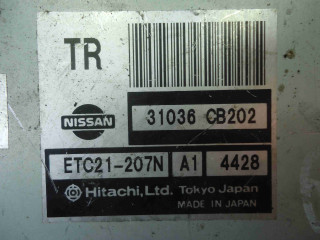 TR
NISSAN
31036 CB202
ETC21-207N A1 4428
Hitachi, Ltd. Tokyo Japan
MADE IN JAPAN